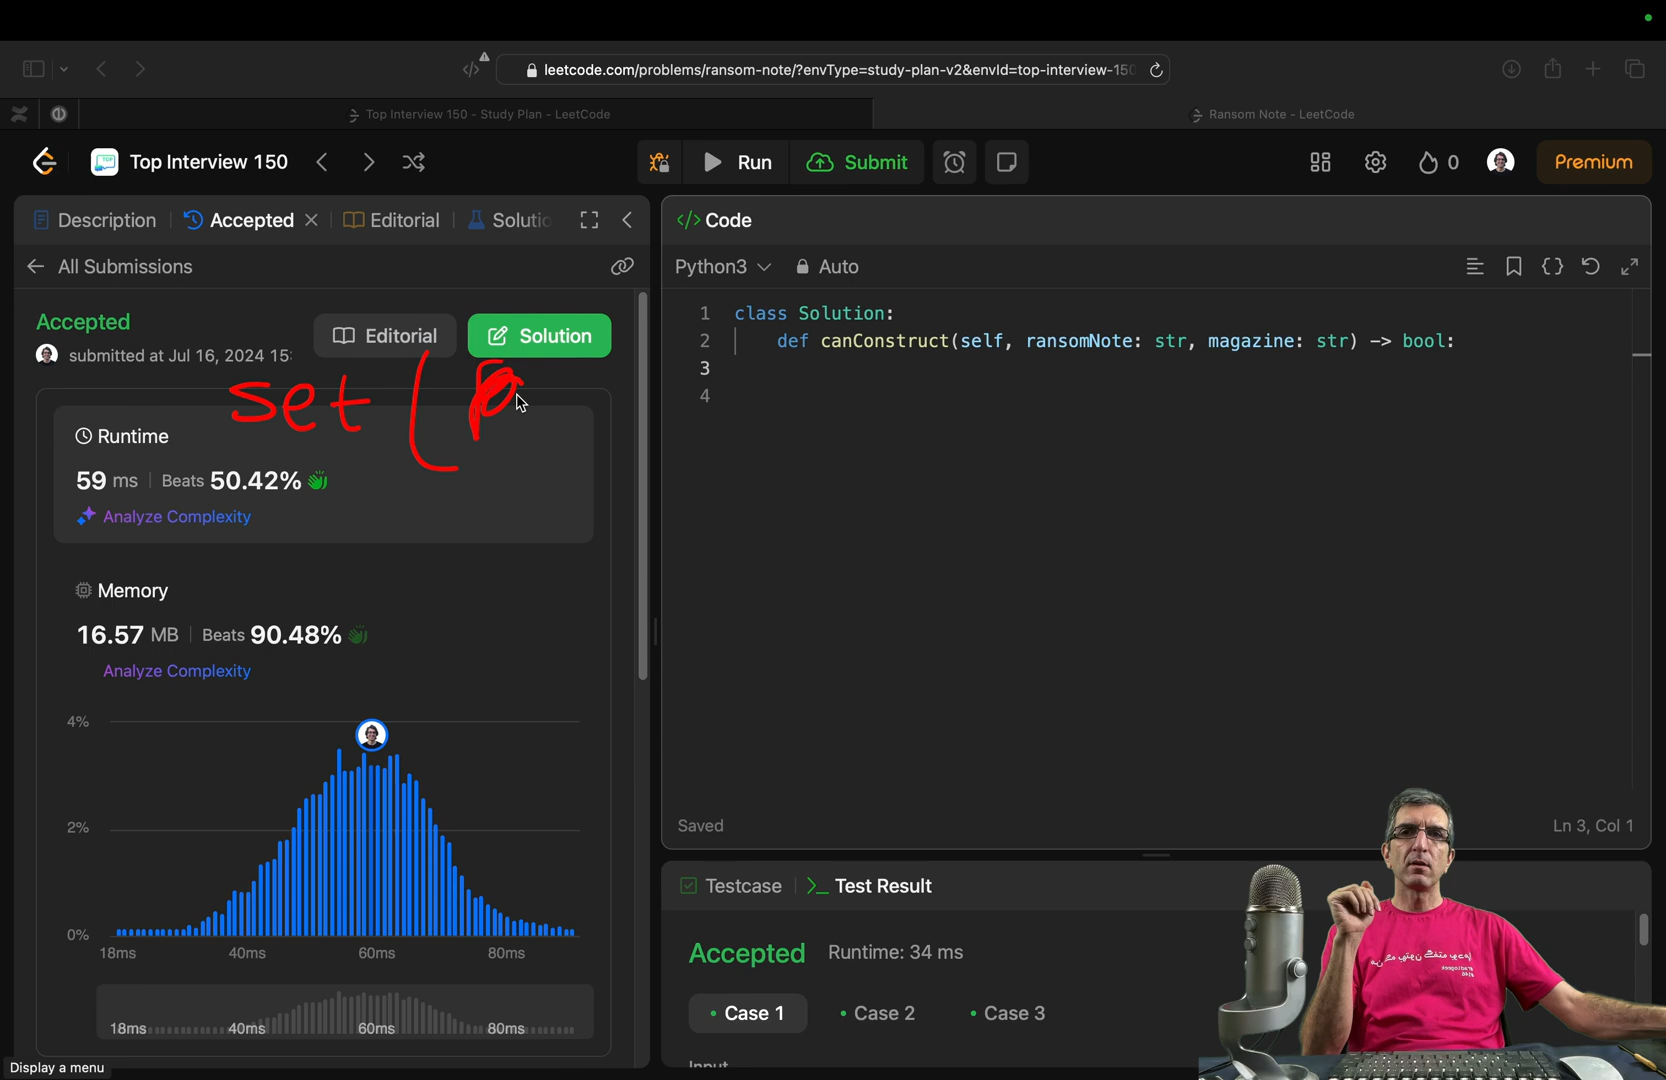 leetcode.com/problems/ransom-note/?envType=study-plan-v2&envId=top-interview-150
Top Interview 150 - Study Plan - LeetCode
Ransom Note - LeetCode
Top Interview 150
Run
Submit
0
Premium
Description
Accepted
Editorial
Solutio
</> Code
All Submissions
Python3
Auto
Accepted
submitted at Jul 16, 2024 15:
Editorial
Solution
set (
Runtime
59 ms | Beats 50.42%
Analyze Complexity
Memory
16.57 MB | Beats 90.48%
Analyze Complexity
4%
2%
0%
18ms 40ms 60ms 80ms
18ms 40ms 60ms 80ms
Display a menu
1 class Solution:
2 def canConstruct(self, ransomNote: str, magazine: str) -> bool:
3
4
Saved
Ln 3, Col 1
Testcase
Test Result
Accepted Runtime: 34 ms
Case 1
Case 2
Case 3
Input